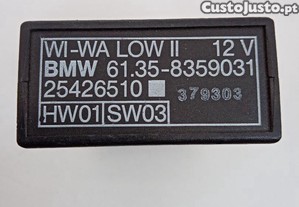 CustoJusto.pt
WI-WA LOW II 12 V
BMW 61.35-8359031
25426510 379303
HW01 SW03